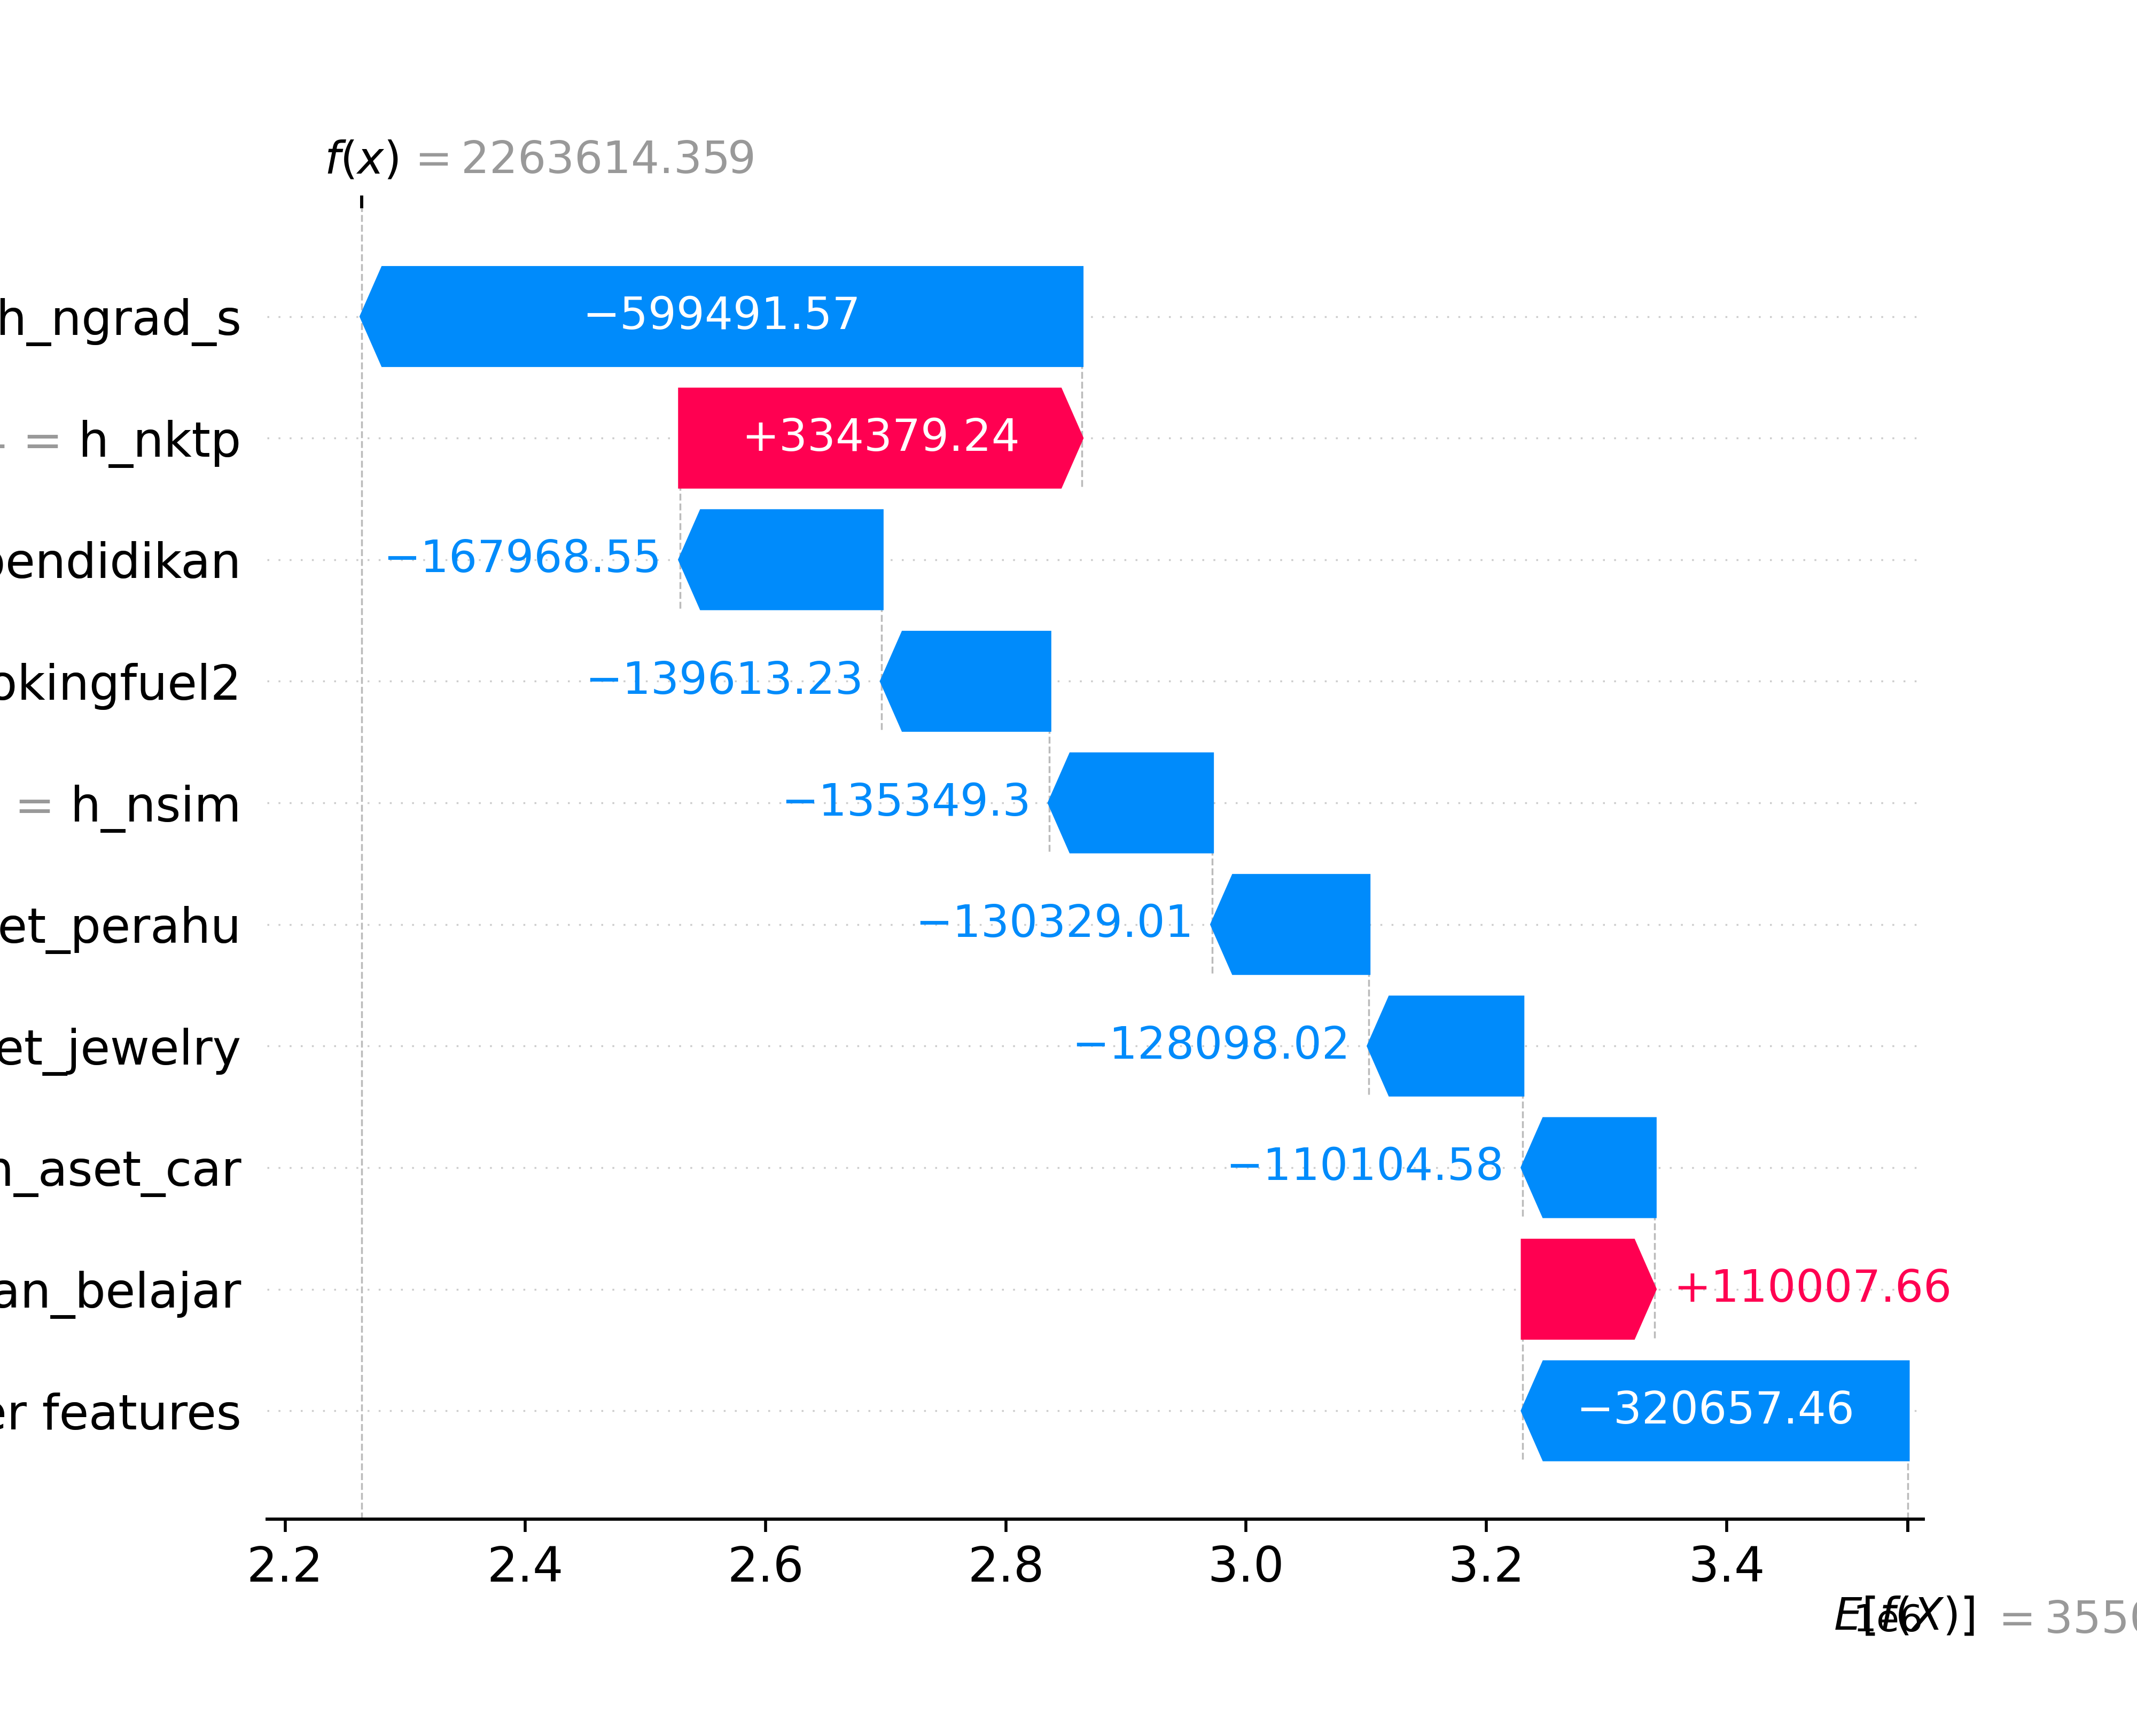 f(x) = 2263614.359
h_ngrad_s
−599491.57
= h_nktp
+334379.24
pendidikan
−167968.55
okingfuel2
−139613.23
= h_nsim
−135349.3
et_perahu
−130329.01
et_jewelry
−128098.02
h_aset_car
−110104.58
an_belajar
+110007.66
er features
−320657.46
2.2 2.4 2.6 2.8 3.0 3.2 3.4
1e6
E[f(X)] = 3550